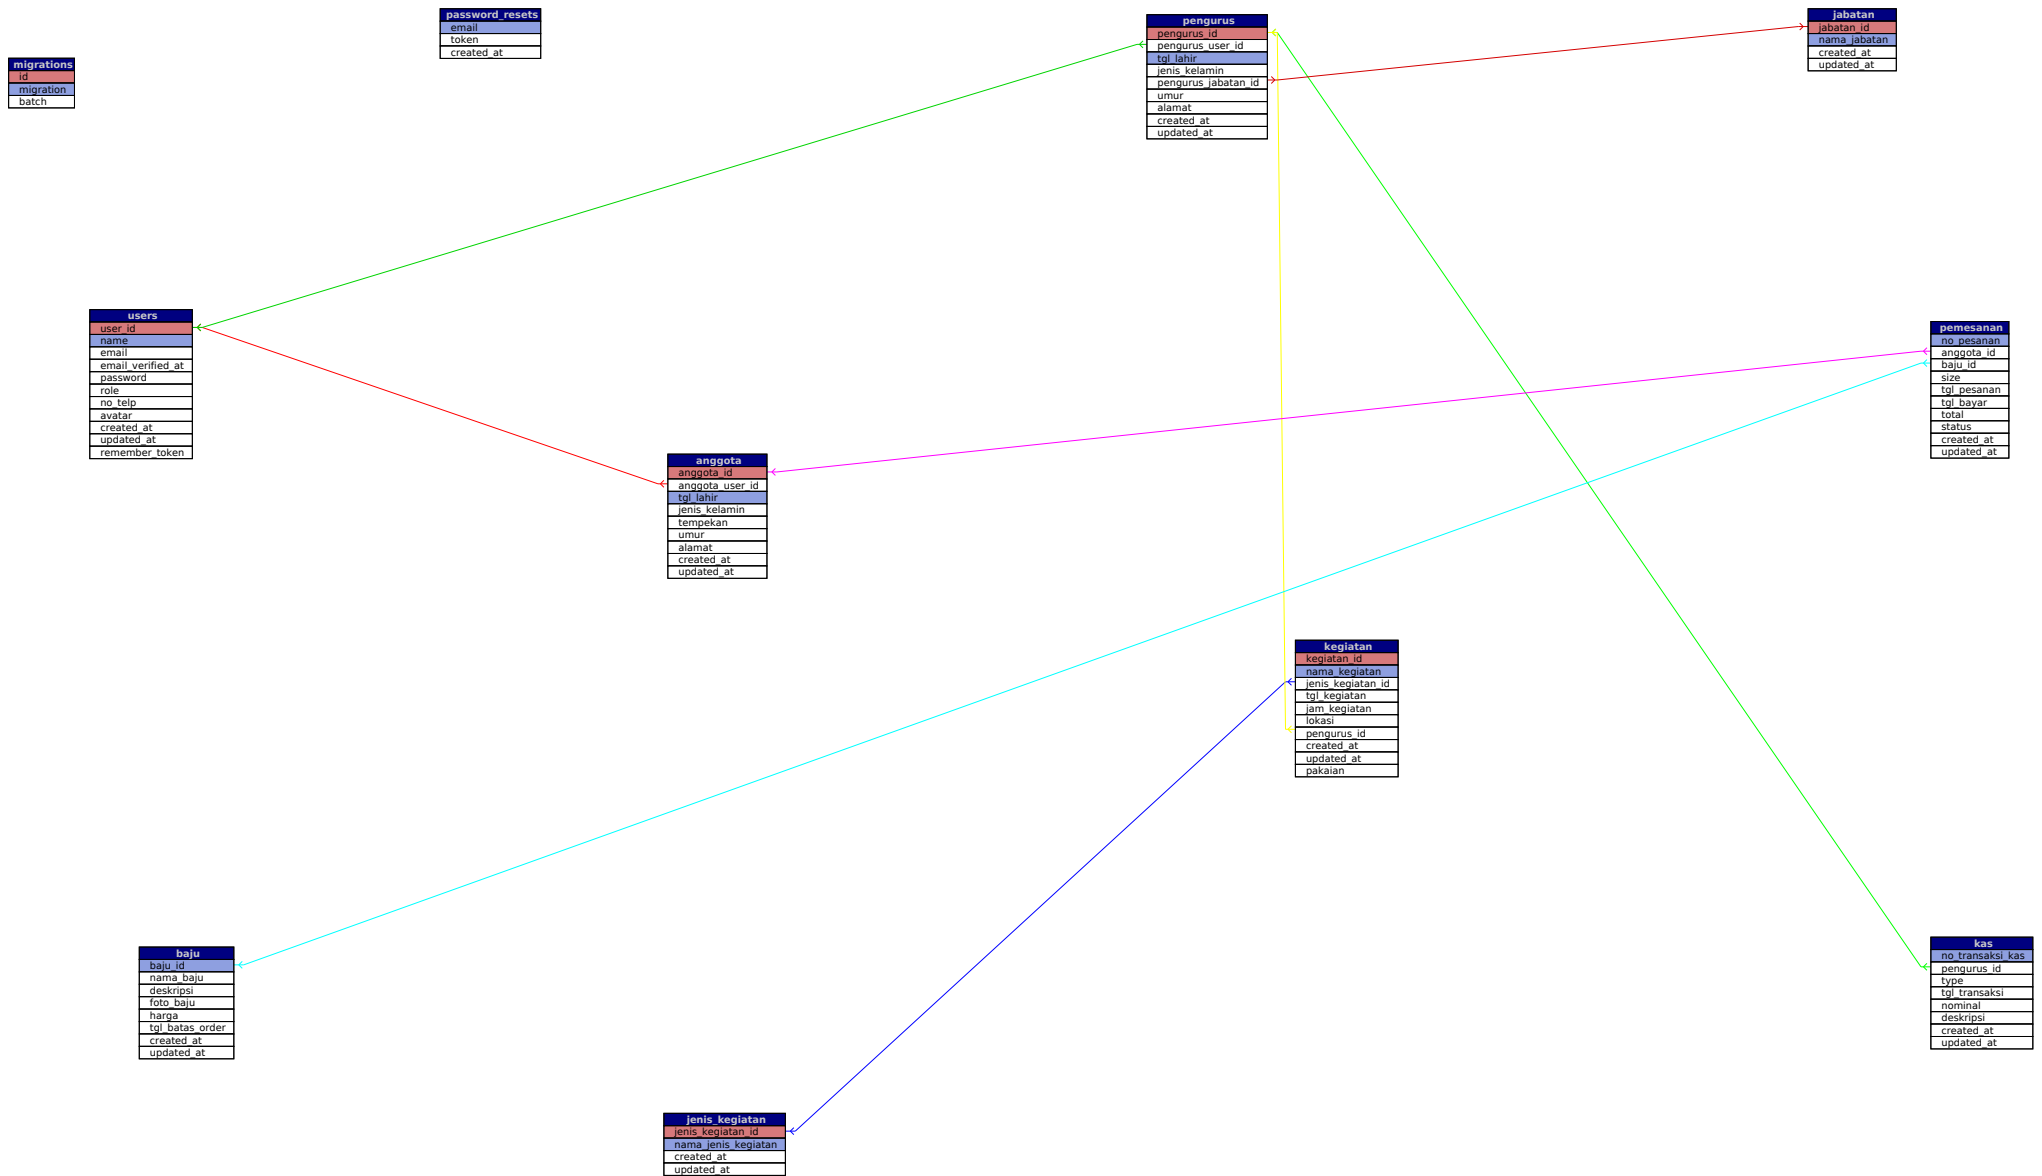 password_resets
email
token
created_at
pengurus
pengurus_id
pengurus_user_id
tgl_lahir
jenis_kelamin
pengurus_jabatan_id
umur
alamat
created_at
updated_at
jabatan
jabatan_id
nama_jabatan
created_at
updated_at
migrations
id
migration
batch
users
user_id
name
email
email_verified_at
password
role
no_telp
avatar
created_at
updated_at
remember_token
pemesanan
no_pesanan
anggota_id
baju_id
size
tgl_pesanan
tgl_bayar
total
status
created_at
updated_at
anggota
anggota_id
anggota_user_id
tgl_lahir
jenis_kelamin
tempekan
umur
alamat
created_at
updated_at
kegiatan
kegiatan_id
nama_kegiatan
jenis_kegiatan_id
tgl_kegiatan
jam_kegiatan
lokasi
pengurus_id
created_at
updated_at
pakaian
baju
baju_id
nama_baju
deskripsi
foto_baju
harga
tgl_batas_order
created_at
updated_at
kas
no_transaksi_kas
pengurus_id
type
tgl_transaksi
nominal
deskripsi
created_at
updated_at
jenis_kegiatan
jenis_kegiatan_id
nama_jenis_kegiatan
created_at
updated_at